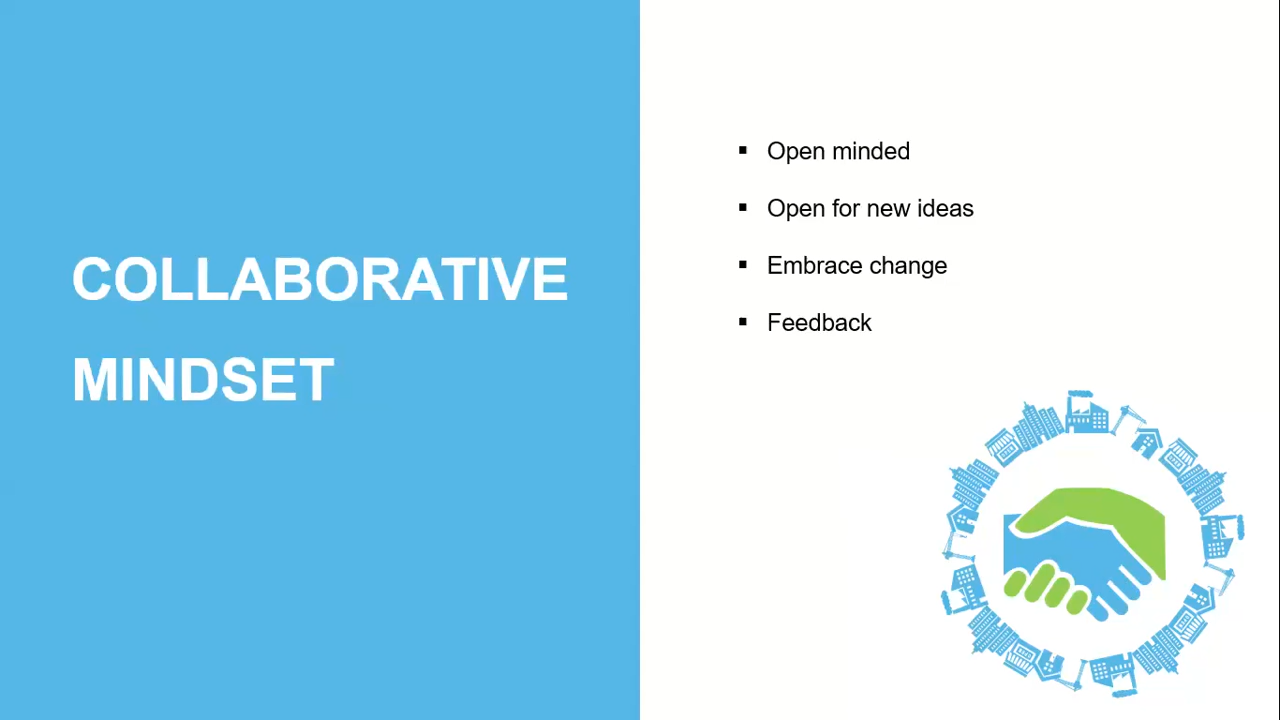 COLLABORATIVE
MINDSET
▪ Open minded
▪ Open for new ideas
▪ Embrace change
▪ Feedback